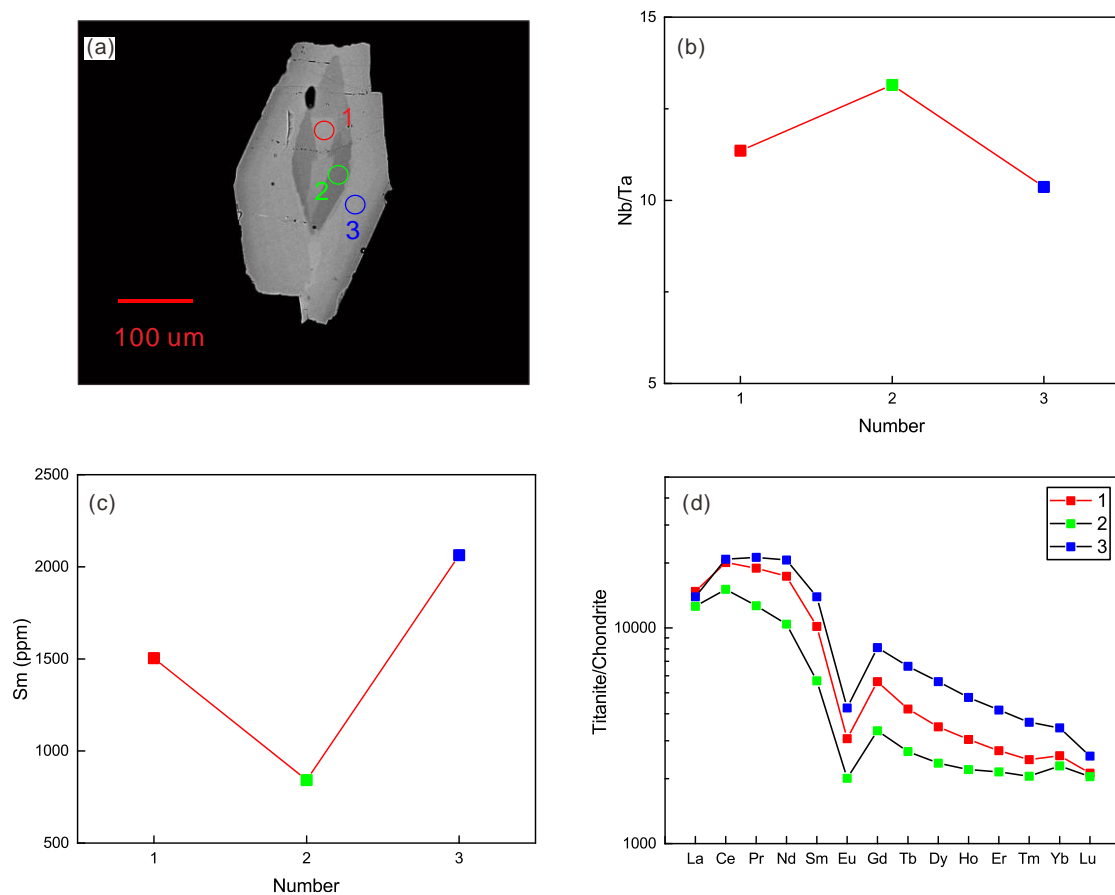 (a)
1
2
3
100 um
(b)
15
10
5
Nb/Ta
1 2 3
Number
(c)
2500
2000
1500
1000
500
Sm (ppm)
1 2 3
Number
(d)
1
2
3
10000
1000
Titanite/Chondrite
La Ce Pr Nd Sm Eu Gd Tb Dy Ho Er Tm Yb Lu